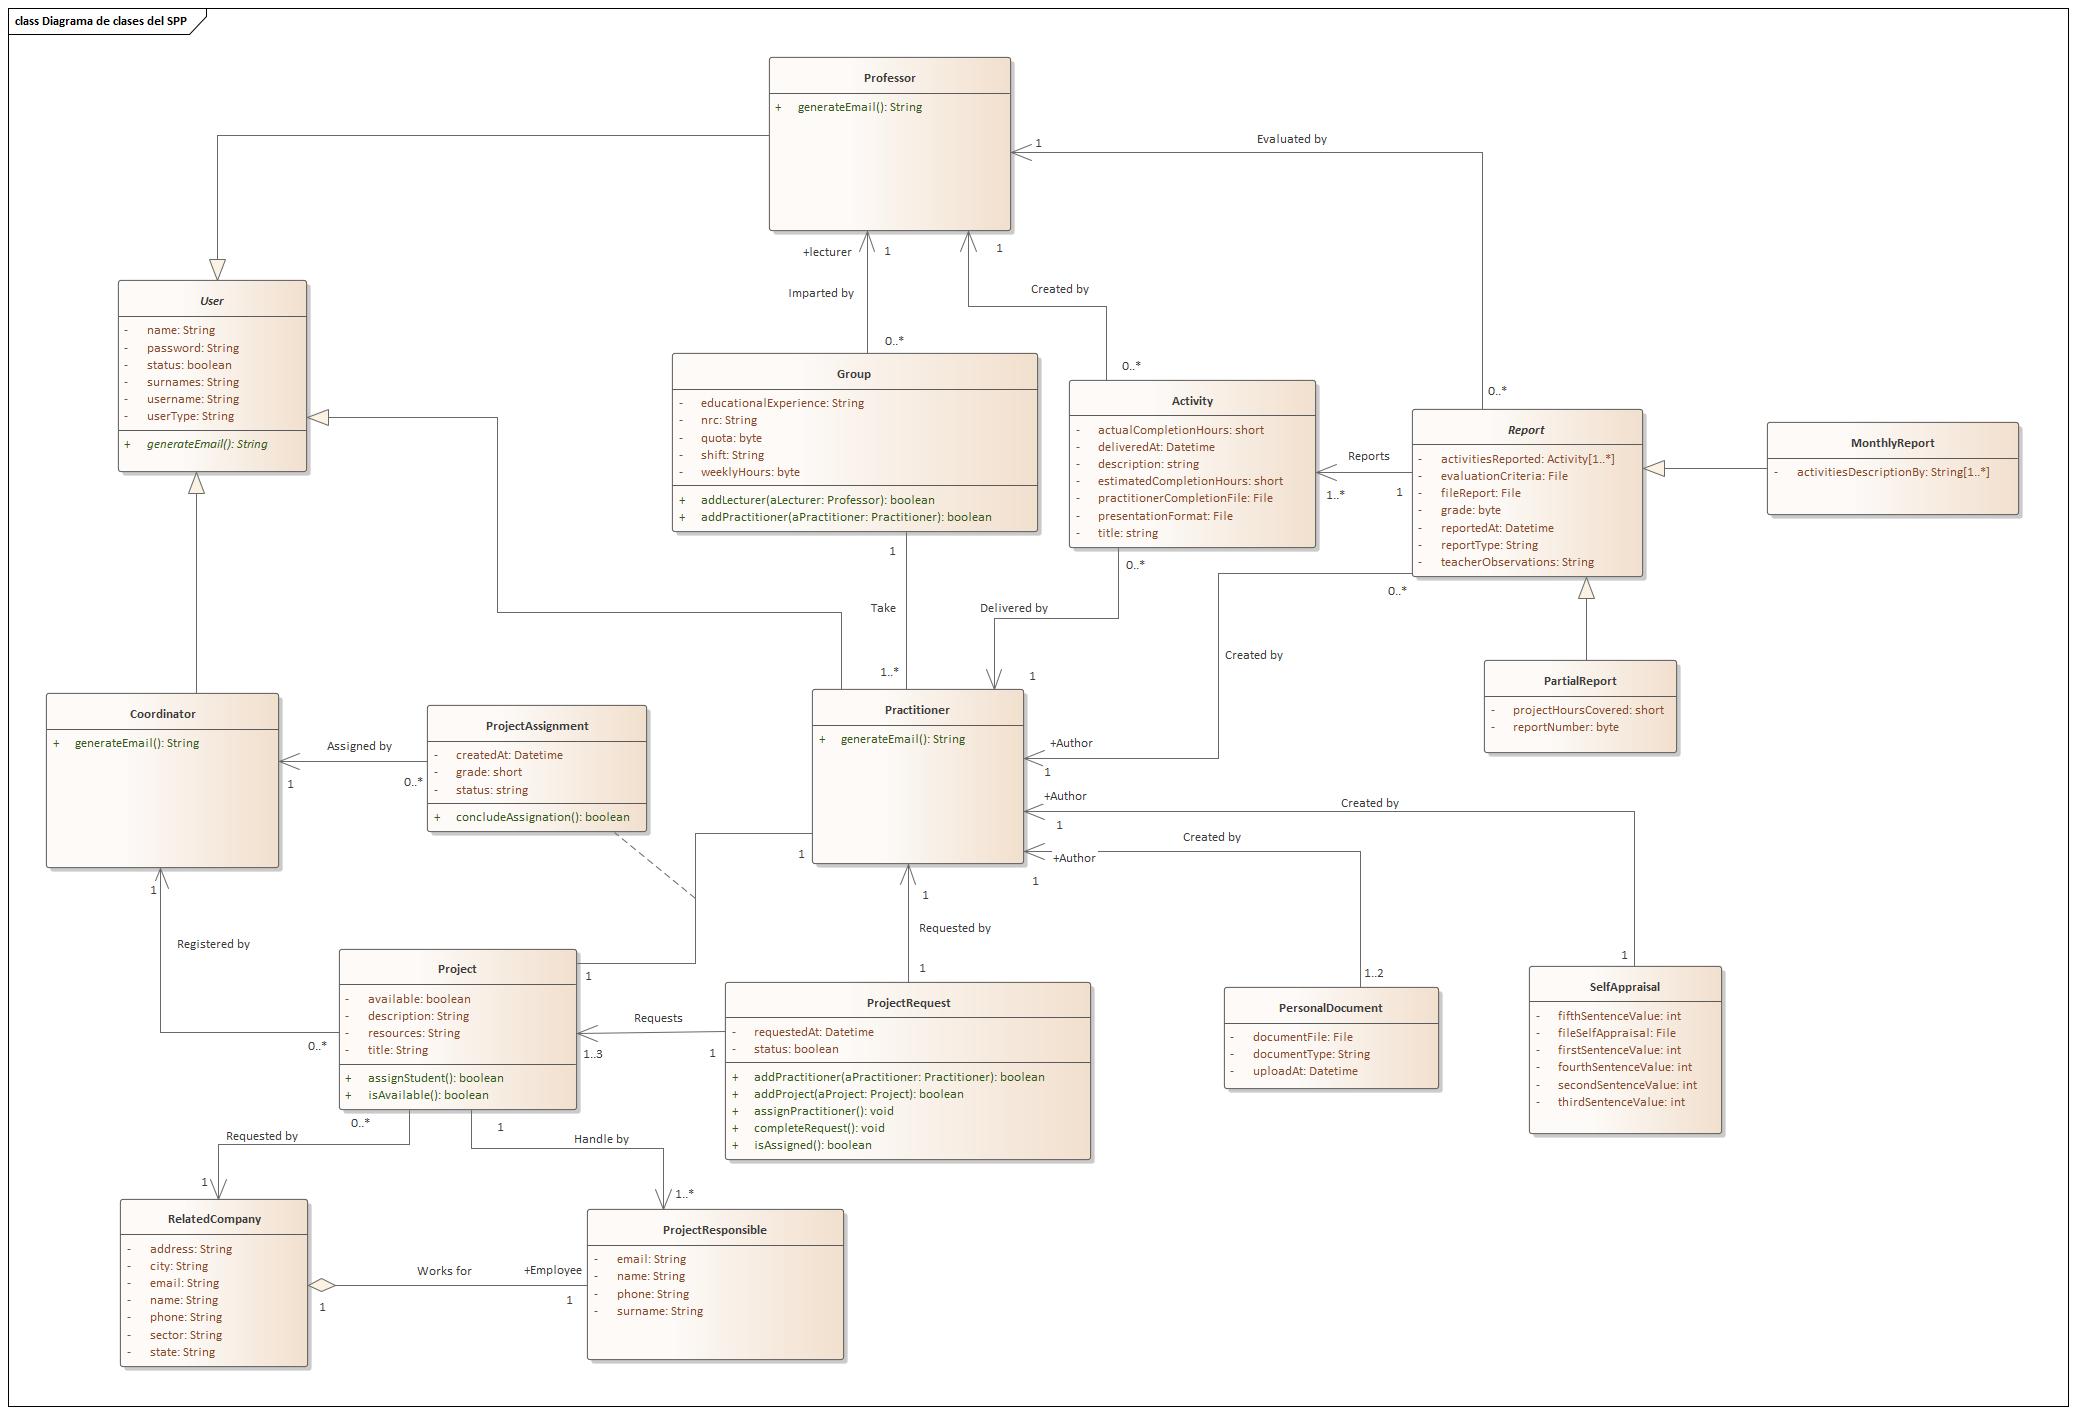 class Diagrama de clases del SPP
Professor
+ generateEmail(): String
Evaluated by
1
+lecturer
1
1
Imparted by
Created by
0..*
0..*
0..*
User
- name: String
- password: String
- status: boolean
- surnames: String
- username: String
- userType: String
+ generateEmail(): String
Group
- educationalExperience: String
- nrc: String
- quota: byte
- shift: String
- weeklyHours: byte
+ addLecturer(aLecturer: Professor): boolean
+ addPractitioner(aPractitioner: Practitioner): boolean
Activity
- actualCompletionHours: short
- deliveredAt: Datetime
- description: string
- estimatedCompletionHours: short
- practitionerCompletionFile: File
- presentationFormat: File
- title: string
Reports
1..*
1
Report
- activitiesReported: Activity[1..*]
- evaluationCriteria: File
- fileReport: File
- grade: byte
- reportedAt: Datetime
- reportType: String
- teacherObservations: String
MonthlyReport
- activitiesDescriptionBy: String[1..*]
1
Take
1..*
0..*
Delivered by
1
0..*
Created by
+Author
1
PartialReport
- projectHoursCovered: short
- reportNumber: byte
Coordinator
+ generateEmail(): String
Assigned by
1
0..*
ProjectAssignment
- createdAt: Datetime
- grade: short
- status: string
+ concludeAssignation(): boolean
Practitioner
+ generateEmail(): String
+Author
1
Created by
Created by
+Author
1
1
1
Registered by
0..*
1
Requested by
1
1..2
1
Project
- available: boolean
- description: String
- resources: String
- title: String
+ assignStudent(): boolean
+ isAvailable(): boolean
1
Requests
1..3
1
ProjectRequest
- requestedAt: Datetime
- status: boolean
+ addPractitioner(aPractitioner: Practitioner): boolean
+ addProject(aProject: Project): boolean
+ assignPractitioner(): void
+ completeRequest(): void
+ isAssigned(): boolean
PersonalDocument
- documentFile: File
- documentType: String
- uploadAt: Datetime
SelfAppraisal
- fifthSentenceValue: int
- fileSelfAppraisal: File
- firstSentenceValue: int
- fourthSentenceValue: int
- secondSentenceValue: int
- thirdSentenceValue: int
0..*
Requested by
1
1
Handle by
1..*
RelatedCompany
- address: String
- city: String
- email: String
- name: String
- phone: String
- sector: String
- state: String
Works for
+Employee
1
1
ProjectResponsible
- email: String
- name: String
- phone: String
- surname: String